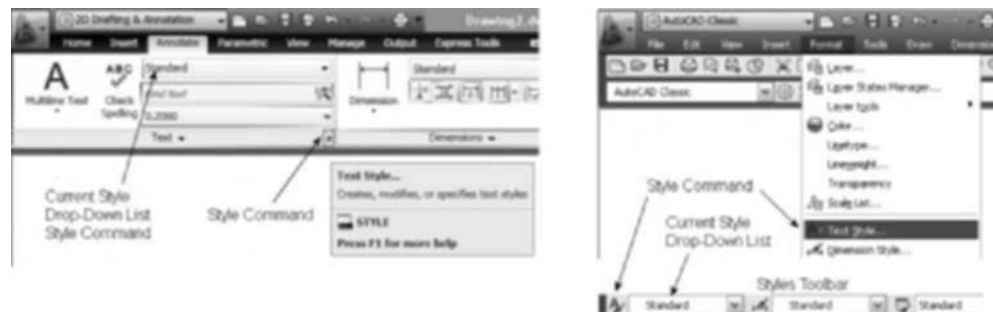 2D Drafting & Annotation
Drawing2.d
Home Insert Annotate Parametric View Manage Output Express Tools
A
Multiline Text
ABC
Check Spelling
Standard
Find text
0.2000
Text
Dimension
Standard
Dimensions
Current Style
Drop-Down List
Style Command
Style Command
Text Style...
Creates, modifies, or specifies text styles
STYLE
Press F1 for more help
AutoCAD Classic
File Edit View Insert Format Tools Draw Dimension
AutoCAD Classic
Layer...
Layer States Manager...
Layer tools
Color...
Linetype...
Lineweight...
Transparency
Scale List...
Text Style...
Dimension Style...
Style Command
Current Style
Drop-Down List
Styles Toolbar
Standard Standard Standard